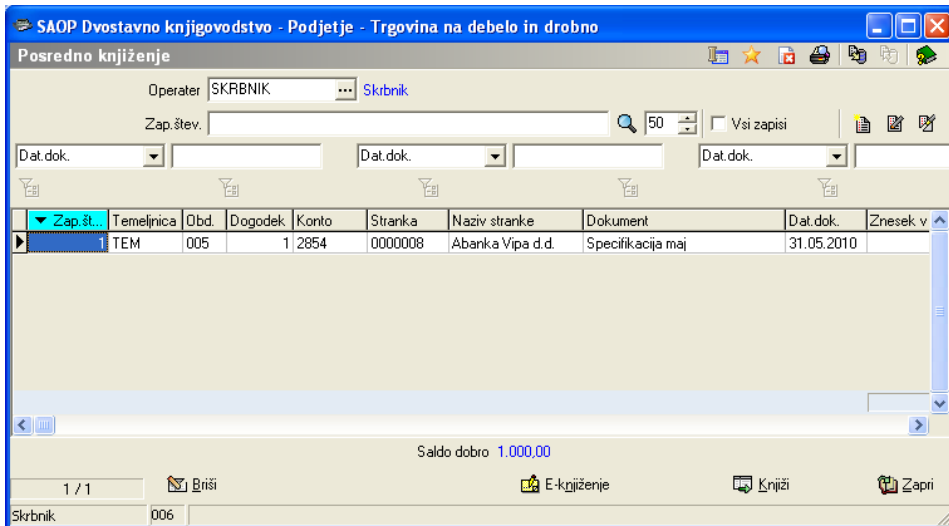 SAOP Dvostavno knjigovodstvo - Podjetje - Trgovina na debelo in drobno
Posredno knjiženje
Operater SKRBNIK ... Skrbnik
Zap.štev. 50 Vsi zapisi
Dat.dok. Dat.dok. Dat.dok.
Zap.št... Temeljnica Obd. Dogodek Konto Stranka Naziv stranke Dokument Dat.dok. Znesek v
1 TEM 005 1 2854 0000008 Abanka Vipa d.d. Specifikacija maj 31.05.2010
Saldo dobro 1.000,00
1 / 1 Briši E-knjiženje Knjiži Zapri
Skrbnik 006